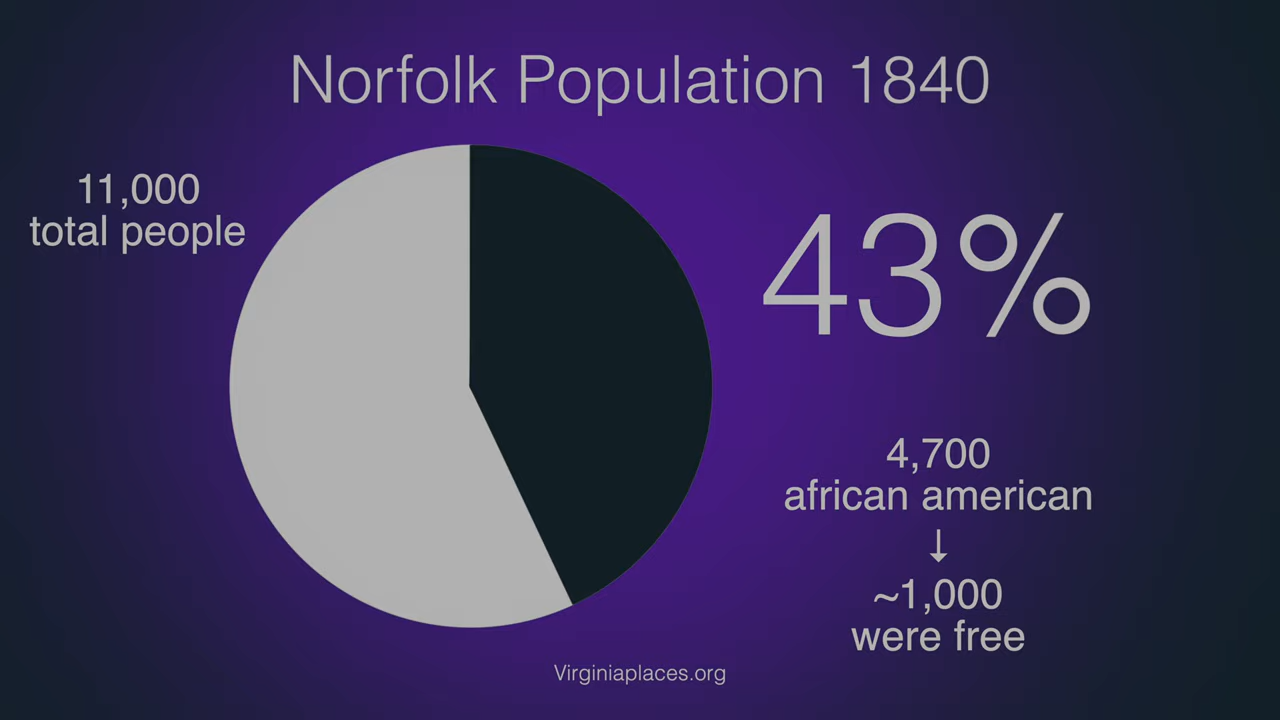 Norfolk Population 1840
11,000
total people
43%
4,700
african american
↓
~1,000
were free
Virginiaplaces.org